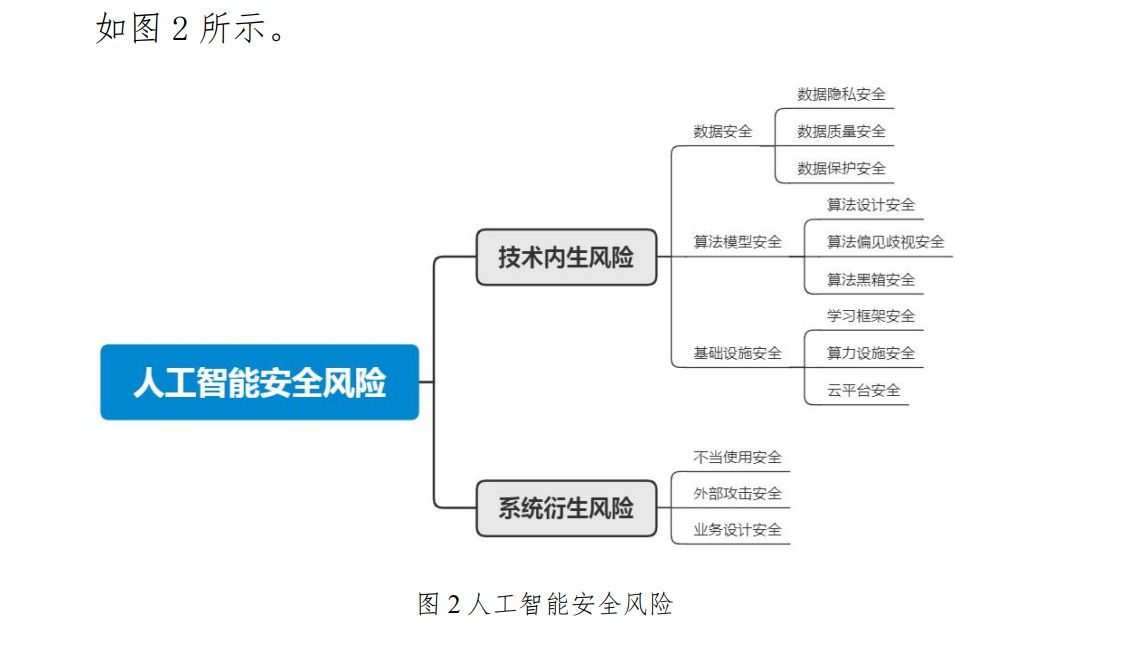 如图 2 所示。
数据隐私安全
数据安全
数据质量安全
数据保护安全
算法设计安全
技术内生风险
算法模型安全
算法偏见歧视安全
算法黑箱安全
学习框架安全
基础设施安全
算力设施安全
云平台安全
人工智能安全风险
不当使用安全
系统衍生风险
外部攻击安全
业务设计安全
图 2 人工智能安全风险